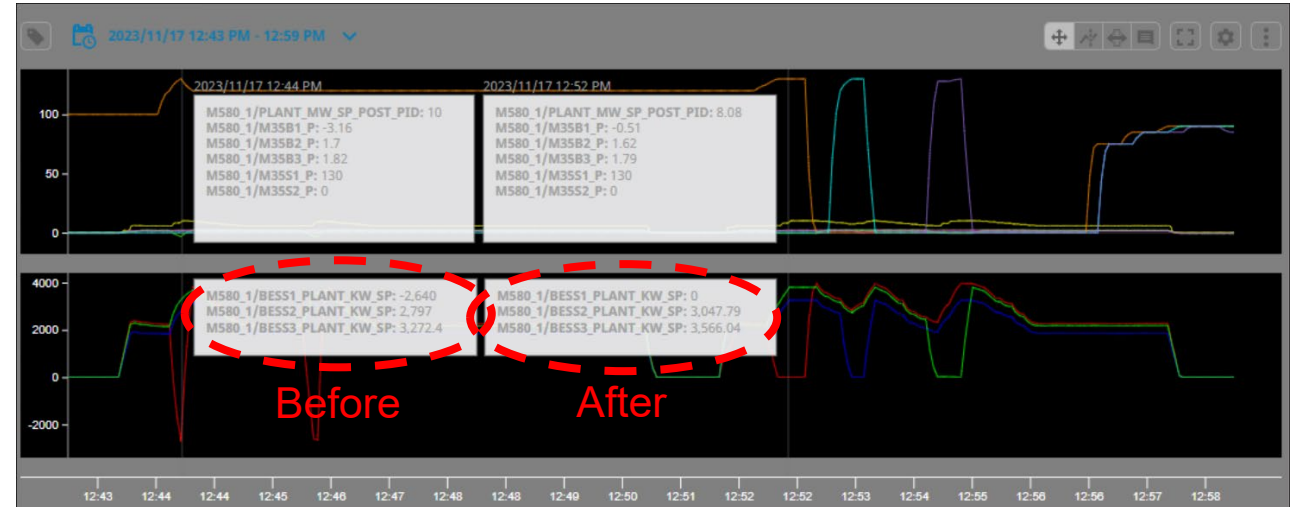 2023/11/17 12:43 PM - 12:59 PM
100
50
0
2023/11/17 12:44 PM
M580_1/PLANT_MW_SP_POST_PID: 10
M580_1/M35B1_P: -3.16
M580_1/M35B2_P: 1.7
M580_1/M35B3_P: 1.82
M580_1/M35S1_P: 130
M580_1/M35S2_P: 0
2023/11/17 12:52 PM
M580_1/PLANT_MW_SP_POST_PID: 8.08
M580_1/M35B1_P: -0.51
M580_1/M35B2_P: 1.62
M580_1/M35B3_P: 1.79
M580_1/M35S1_P: 130
M580_1/M35S2_P: 0
4000
2000
0
-2000
M580_1/BESS1_PLANT_KW_SP: -2,640
M580_1/BESS2_PLANT_KW_SP: 2,797
M580_1/BESS3_PLANT_KW_SP: 3,272.4
M580_1/BESS1_PLANT_KW_SP: 0
M580_1/BESS2_PLANT_KW_SP: 3,047.79
M580_1/BESS3_PLANT_KW_SP: 3,566.04
Before
After
12:43 12:44 12:44 12:45 12:46 12:47 12:48 12:48 12:49 12:50 12:51 12:52 12:52 12:53 12:54 12:55 12:56 12:56 12:57 12:58